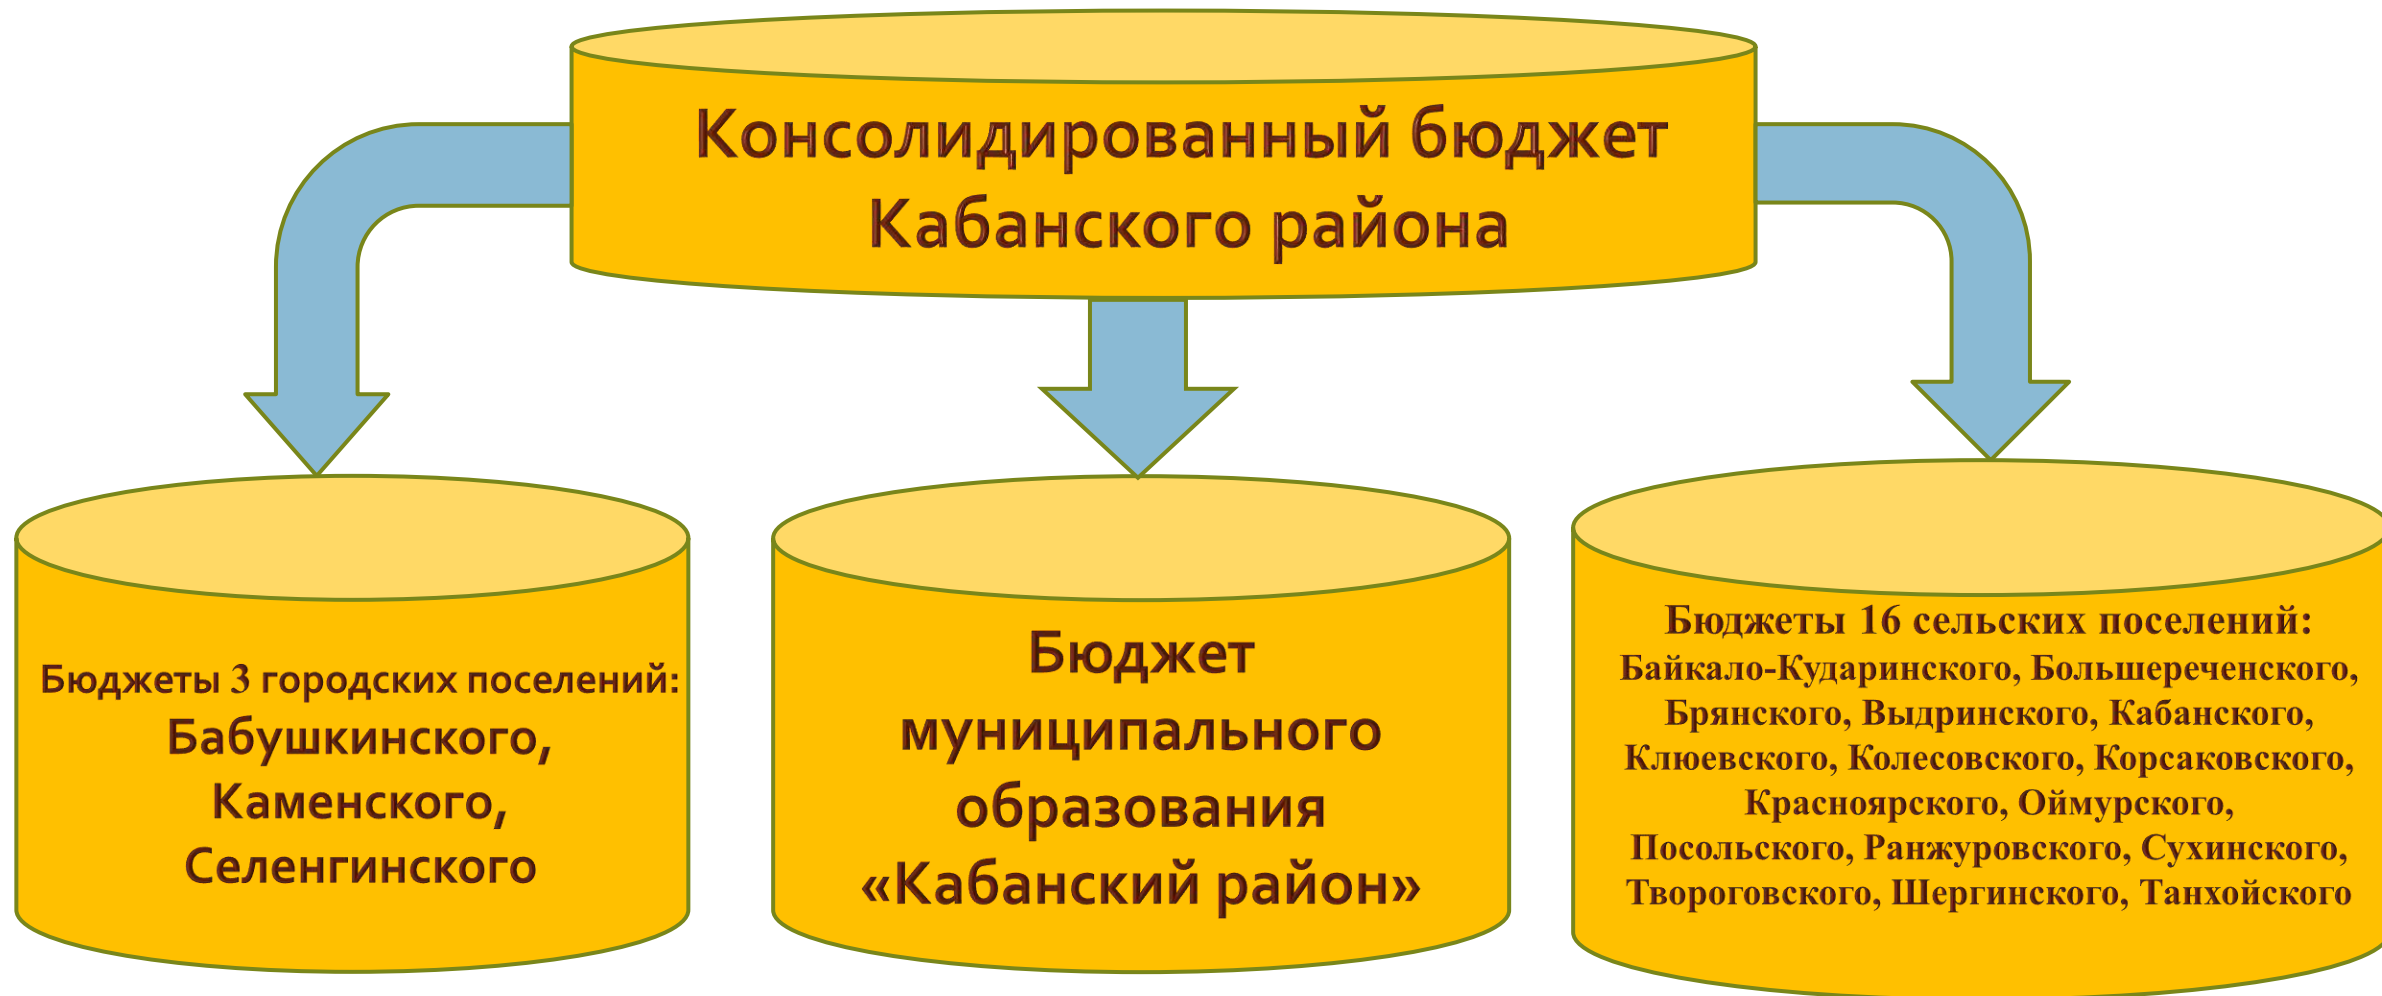 Консолидированный бюджет
Кабанского района
Бюджеты 3 городских поселений:
Бабушкинского,
Каменского,
Селенгинского
Бюджет
муниципального
образования
«Кабанский район»
Бюджеты 16 сельских поселений:
Байкало-Кударинского, Большереченского,
Брянского, Выдринского, Кабанского,
Клюевского, Колесовского, Корсаковского,
Красноярского, Оймурского,
Посольского, Ранжуровского, Сухинского,
Твороговского, Шергинского, Танхойского